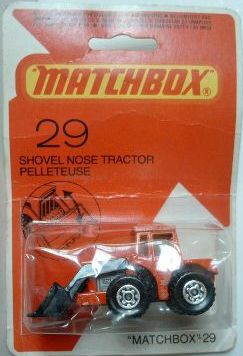 MATCHBOX®
29
SHOVEL NOSE TRACTOR
PELLETEUSE
"MATCHBOX"-29